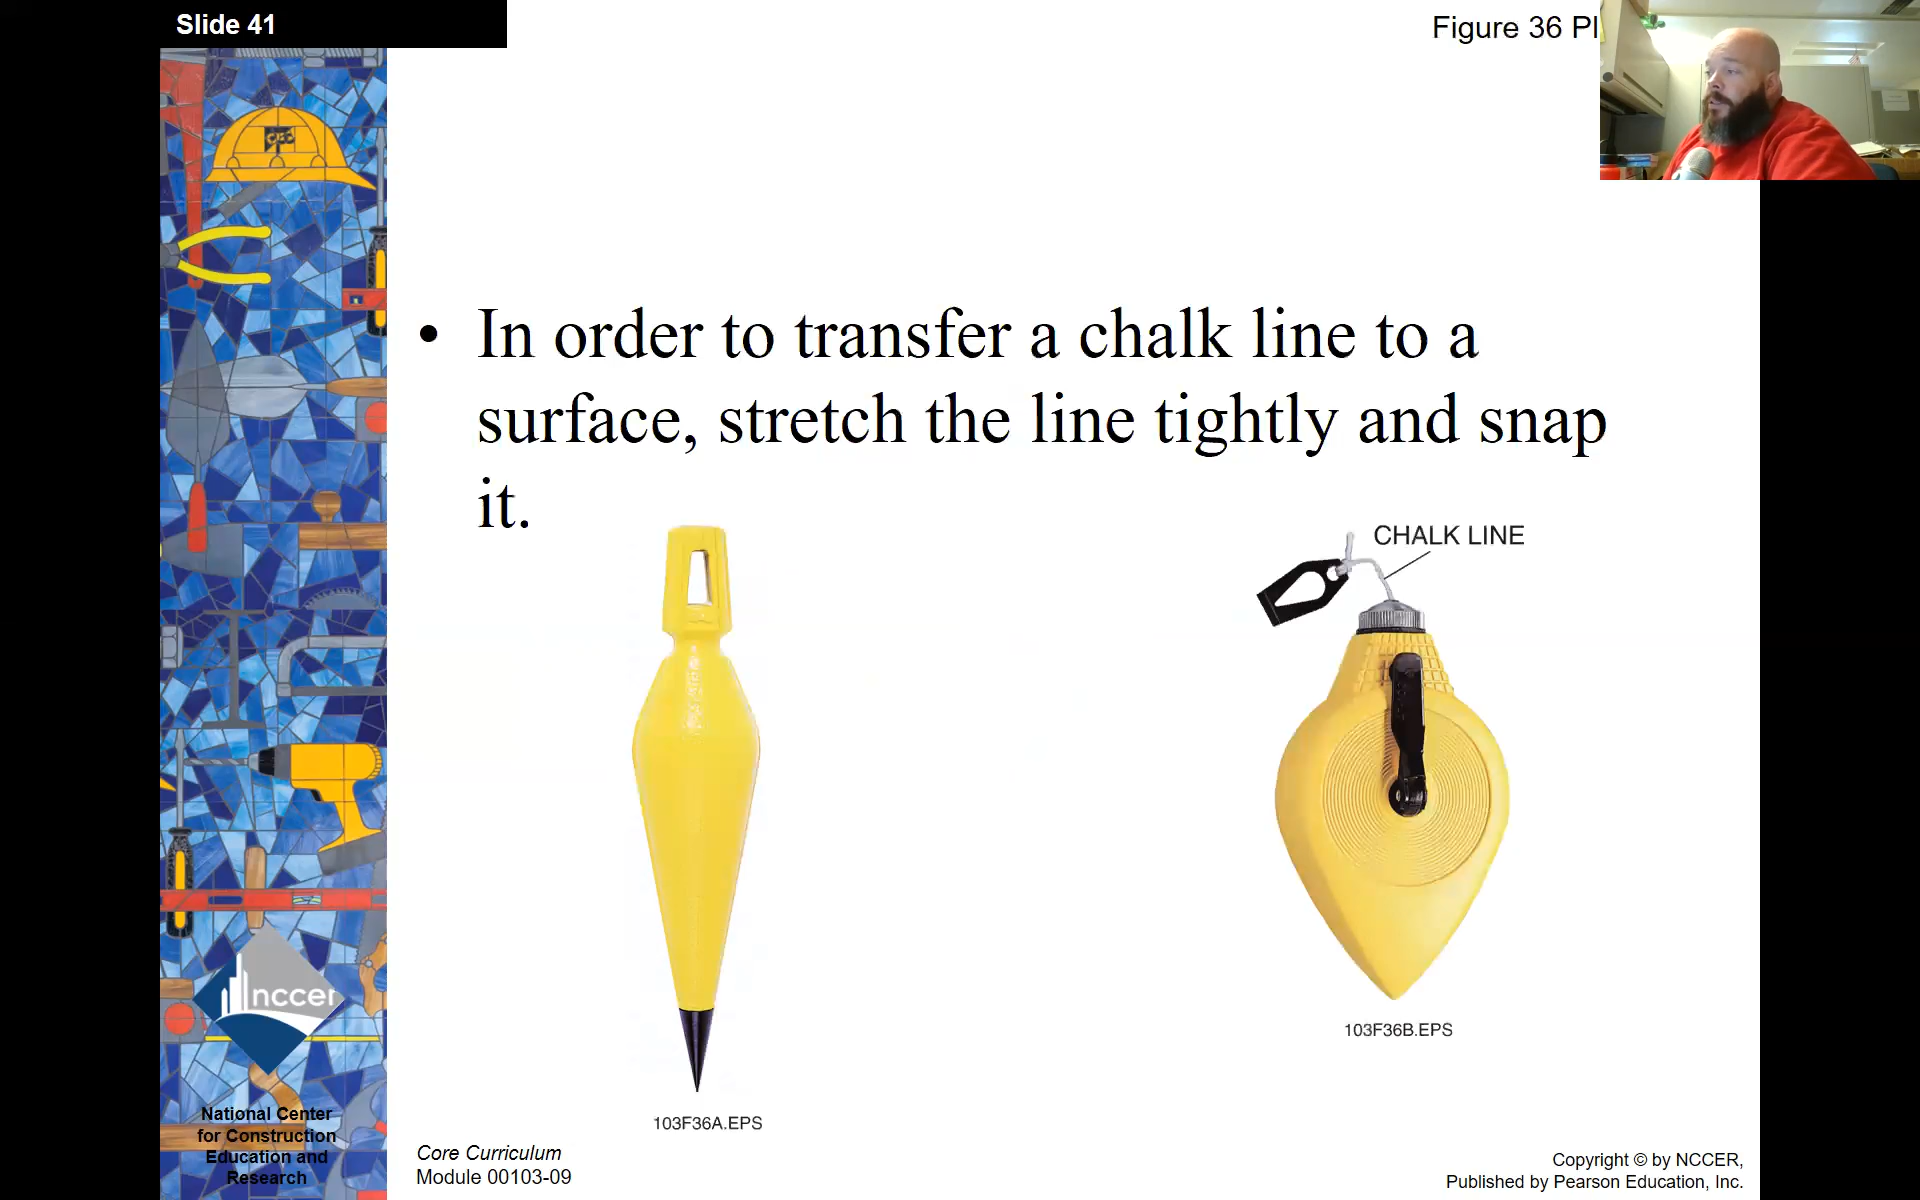 Slide 41
Figure 36 Pl
• In order to transfer a chalk line to a
surface, stretch the line tightly and snap
it.
CHALK LINE
103F36A.EPS
103F36B.EPS
nccer
National Center
for Construction
Education and
Research
Core Curriculum
Module 00103-09
Copyright © by NCCER,
Published by Pearson Education, Inc.